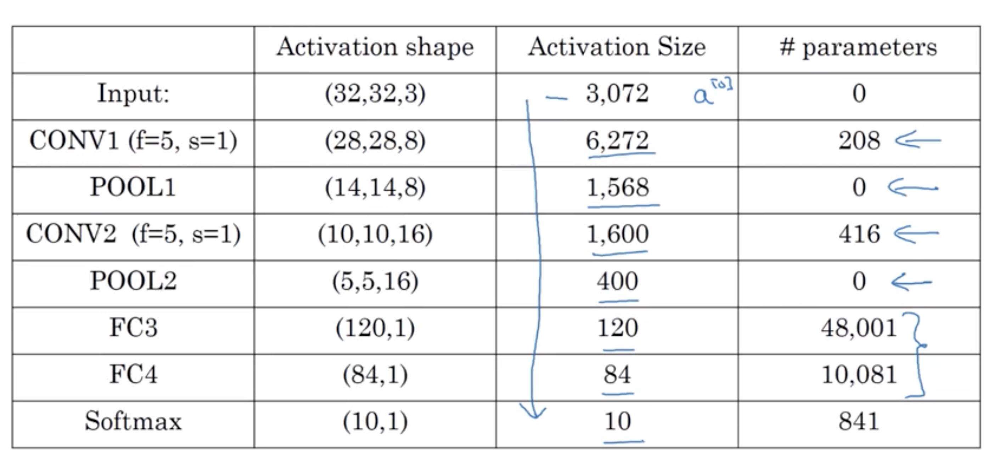 Activation shape Activation Size # parameters
Input: (32,32,3) 3,072 a[0] 0
CONV1 (f=5, s=1) (28,28,8) 6,272 208
POOL1 (14,14,8) 1,568 0
CONV2 (f=5, s=1) (10,10,16) 1,600 416
POOL2 (5,5,16) 400 0
FC3 (120,1) 120 48,001
FC4 (84,1) 84 10,081
Softmax (10,1) 10 841